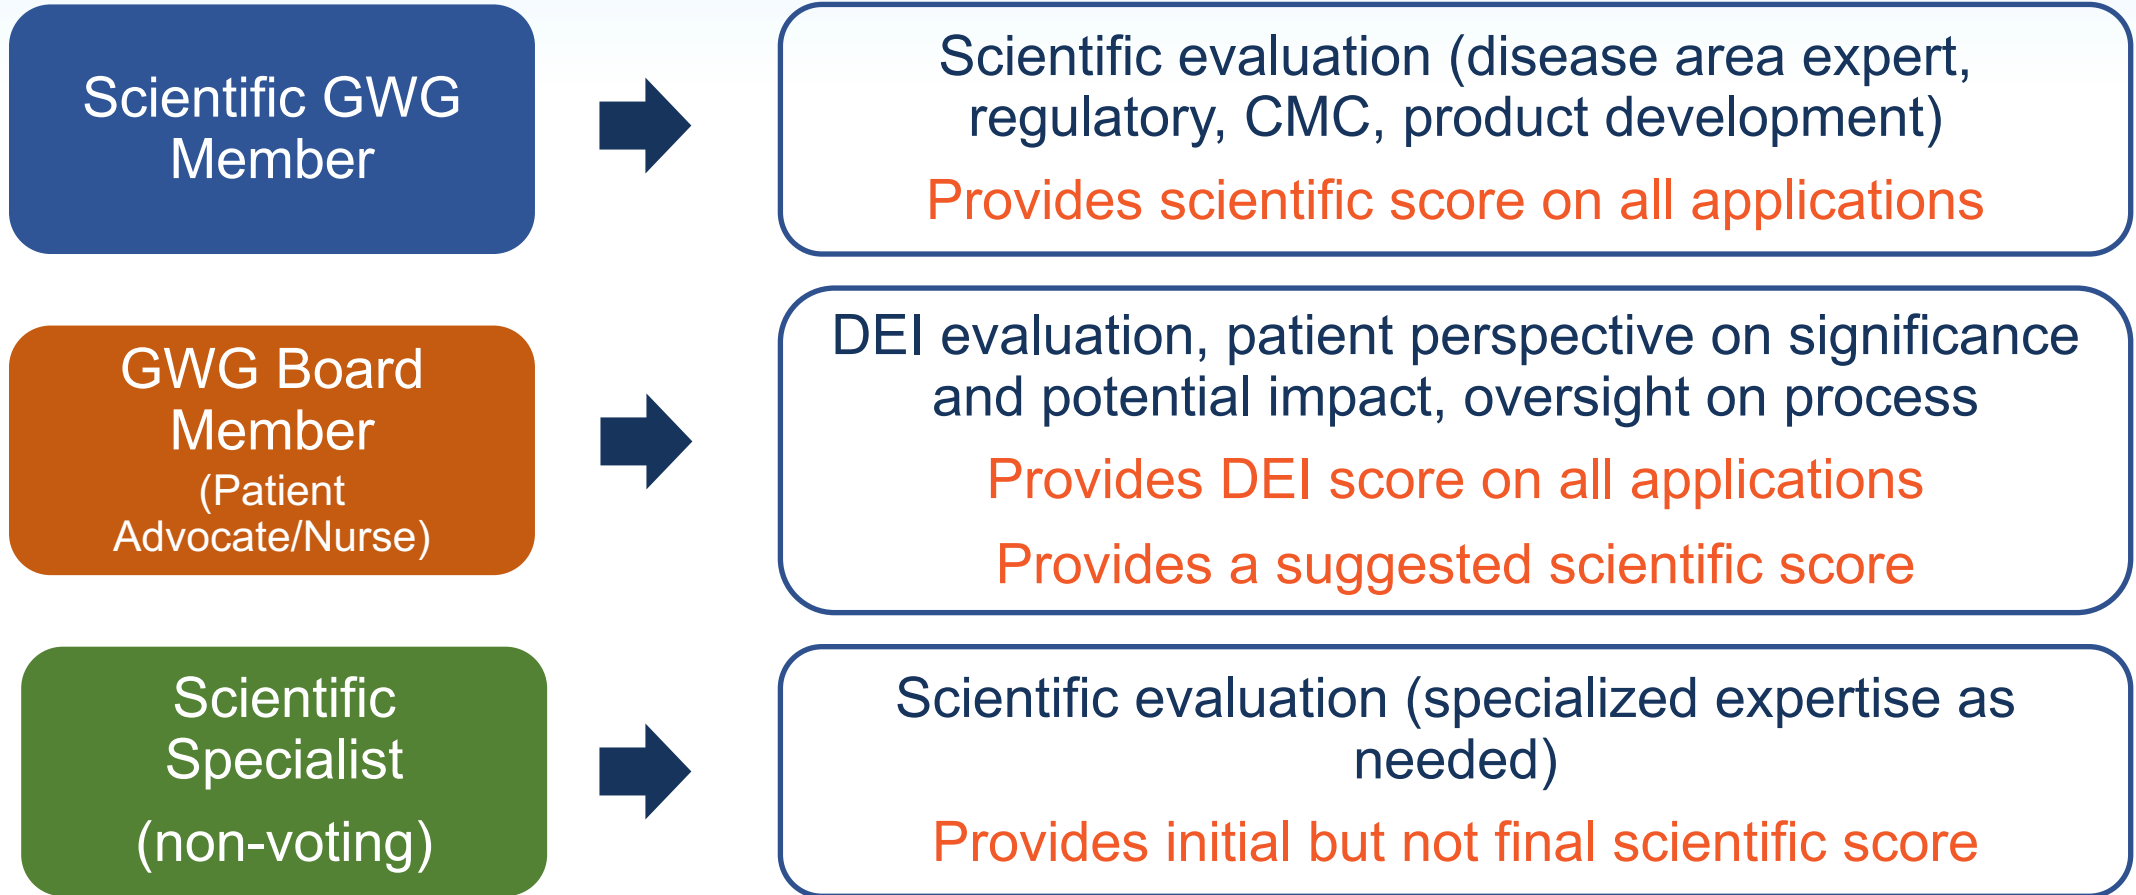 Scientific GWG
Member
Scientific evaluation (disease area expert,
regulatory, CMC, product development)
Provides scientific score on all applications
GWG Board
Member
(Patient
Advocate/Nurse)
DEI evaluation, patient perspective on significance
and potential impact, oversight on process
Provides DEI score on all applications
Provides a suggested scientific score
Scientific
Specialist
(non-voting)
Scientific evaluation (specialized expertise as
needed)
Provides initial but not final scientific score